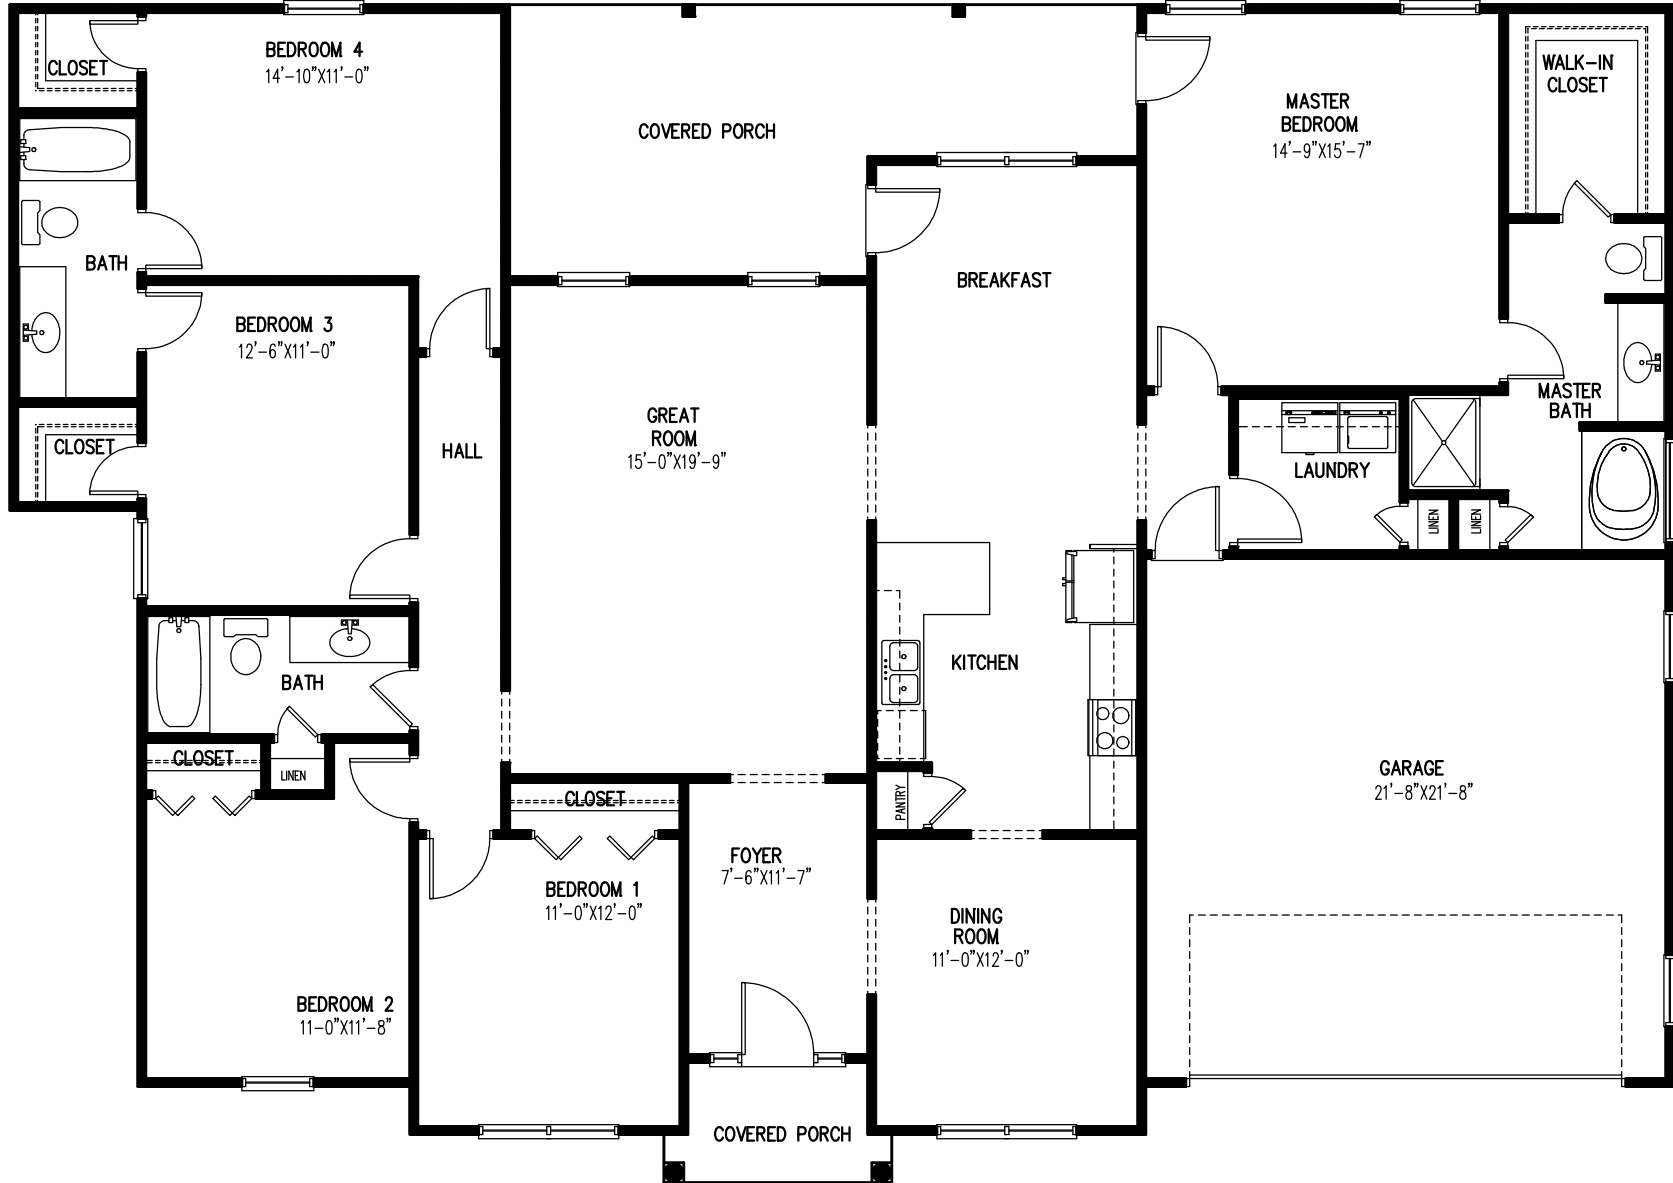 BEDROOM 4
14'-10"X11'-0"
CLOSET
COVERED PORCH
MASTER
BEDROOM
14'-9"X15'-7"
WALK-IN
CLOSET
BATH
BREAKFAST
BEDROOM 3
12'-6"X11'-0"
CLOSET
HALL
GREAT
ROOM
15'-0"X19'-9"
MASTER
BATH
LAUNDRY
LINEN
LINEN
KITCHEN
BATH
CLOSET
LINEN
CLOSET
PANTRY
GARAGE
21'-8"X21'-8"
FOYER
7'-6"X11'-7"
BEDROOM 1
11'-0"X12'-0"
DINING
ROOM
11'-0"X12'-0"
BEDROOM 2
11-0"X11'-8"
COVERED PORCH